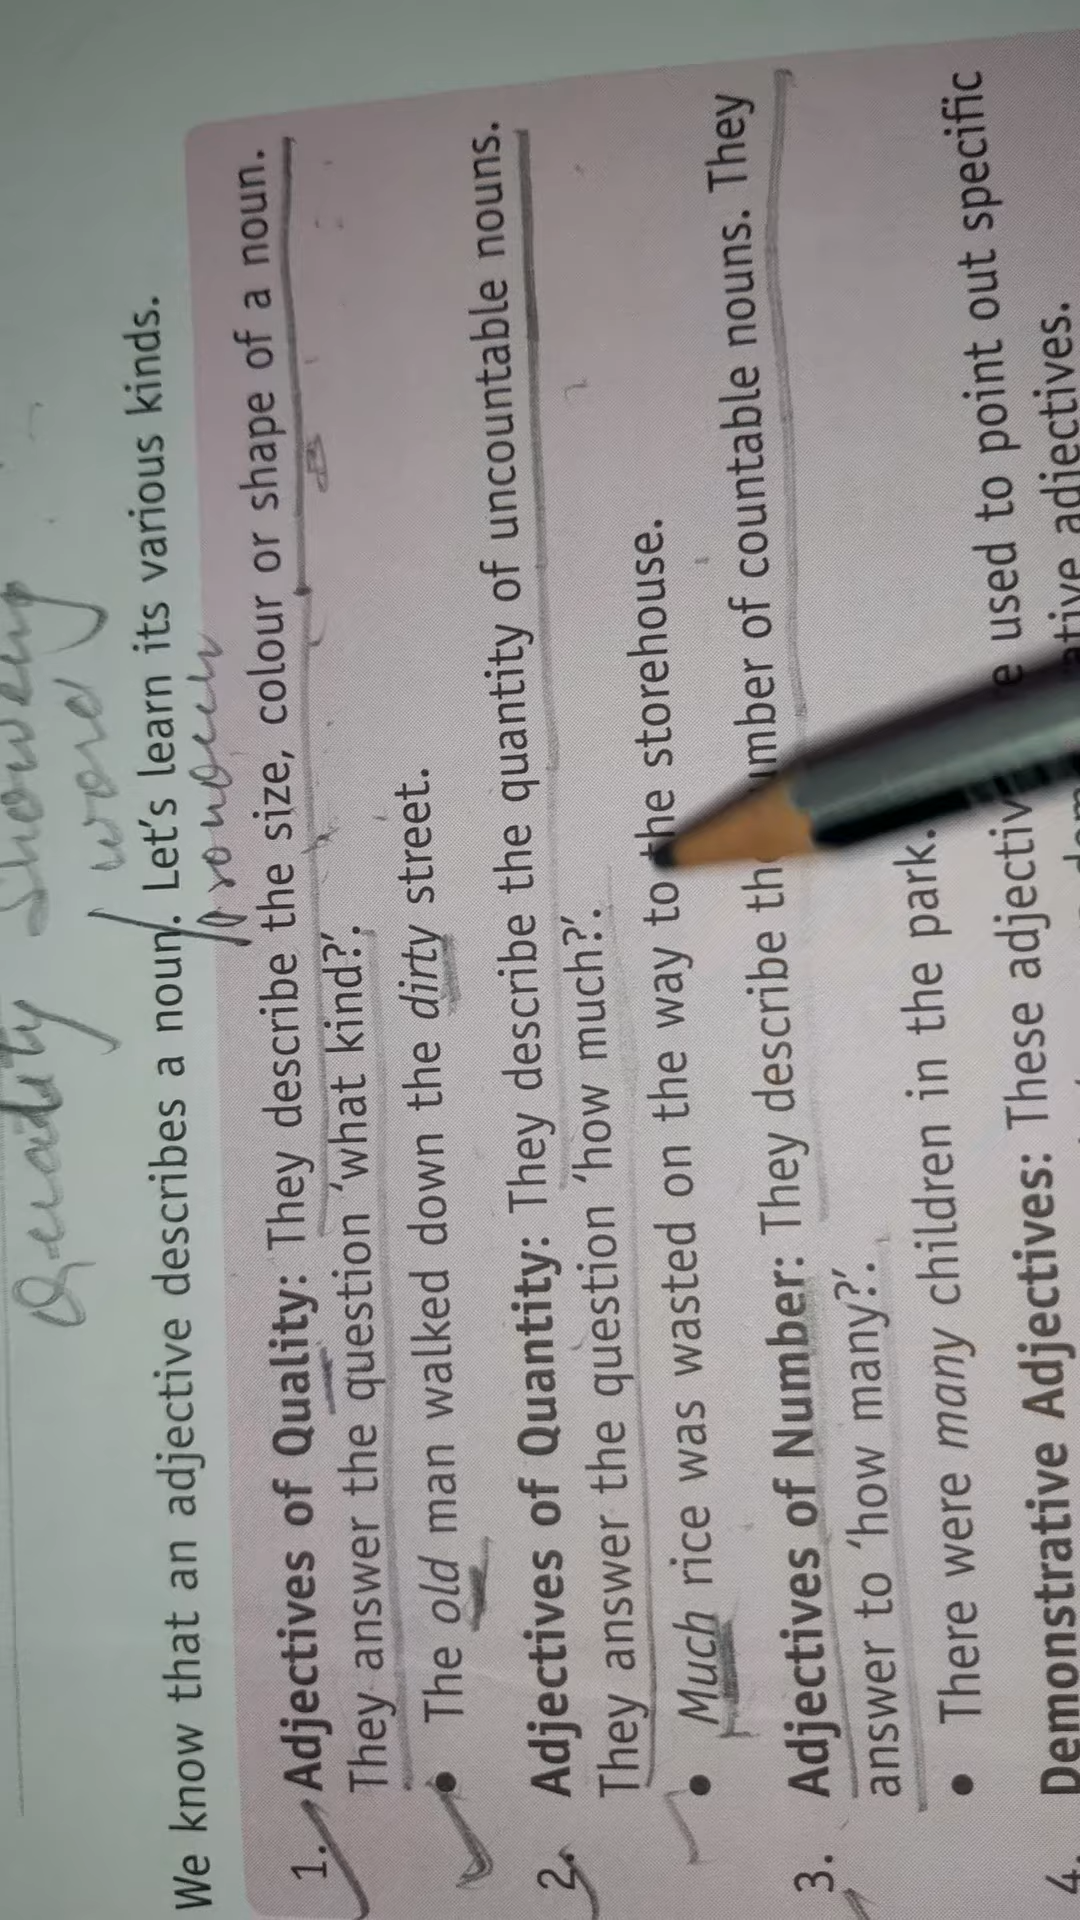 Quality showing
word
We know that an adjective describes a noun. Let's learn its various kinds.
1. Adjectives of Quality: They describe the size, colour or shape of a noun.
They answer the question 'what kind?'.
• The old man walked down the dirty street.
2. Adjectives of Quantity: They describe the quantity of uncountable nouns.
They answer the question 'how much?'.
• Much rice was wasted on the way to the storehouse.
3. Adjectives of Number: They describe the number of countable nouns. They
answer to 'how many?'.
• There were many children in the park.
4. Demonstrative Adjectives: These used to point out specific
adjectives.